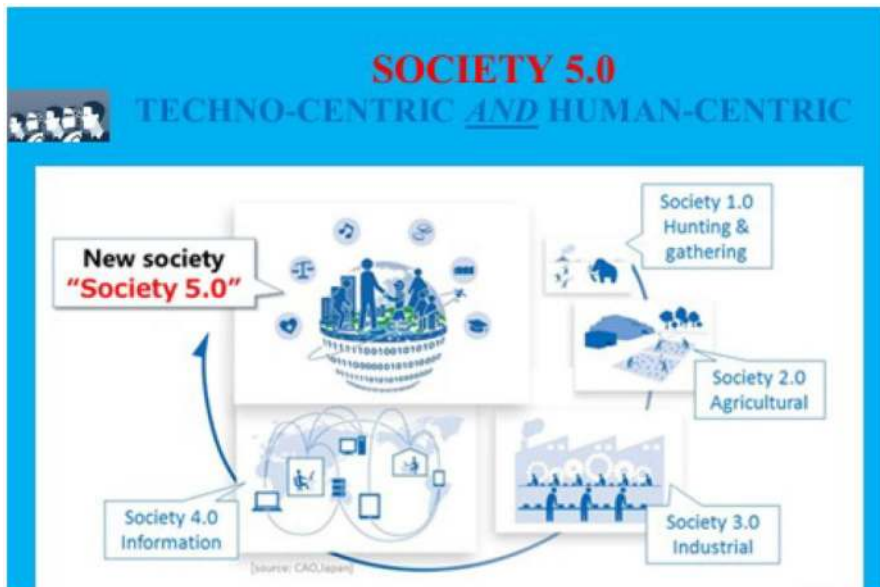 SOCIETY 5.0
TECHNO-CENTRIC AND HUMAN-CENTRIC
Society 1.0
Hunting &
gathering
New society
"Society 5.0"
Society 2.0
Agricultural
Society 4.0
Information
Society 3.0
Industrial
[source: CAO,Japan]